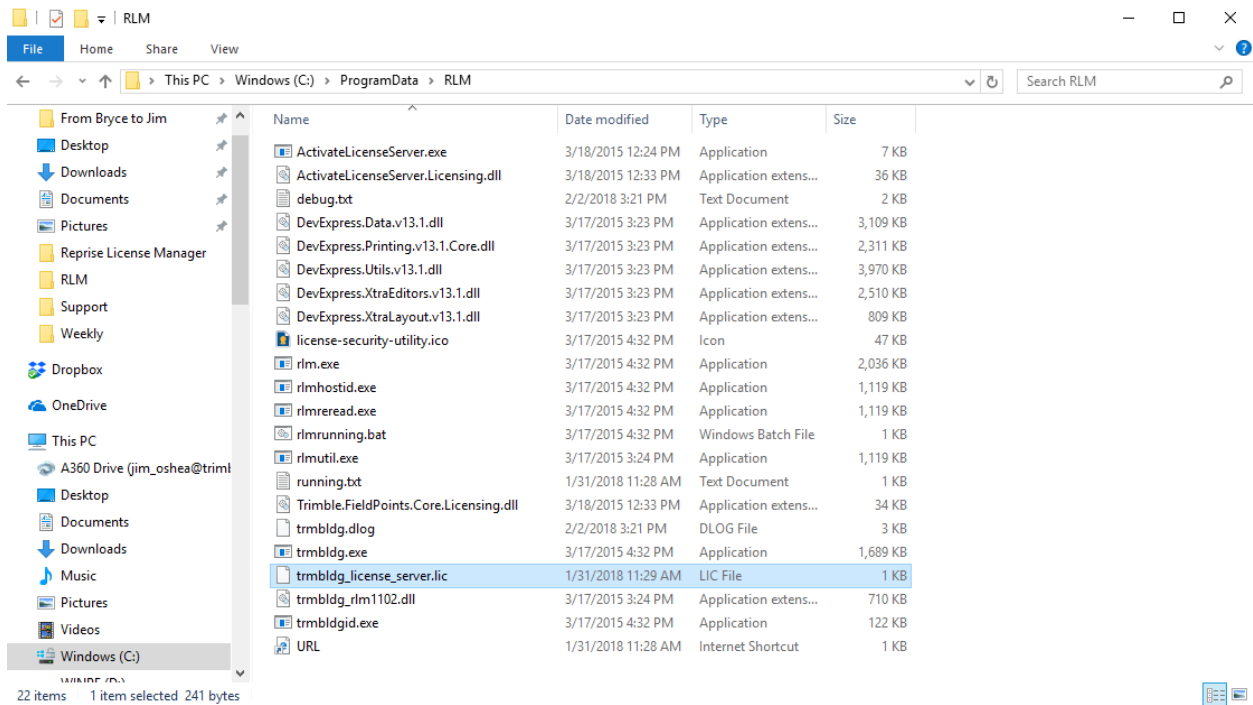 RLM
File Home Share View
This PC Windows (C:) ProgramData RLM Search RLM
Name Date modified Type Size
From Bryce to Jim
Desktop
Downloads
Documents
Pictures
Reprise License Manager
RLM
Support
Weekly
Dropbox
OneDrive
This PC
A360 Drive (jim_oshea@trimb
Desktop
Documents
Downloads
Music
Pictures
Videos
Windows (C:)
ActivateLicenseServer.exe 3/18/2015 12:24 PM Application 7 KB
ActivateLicenseServer.Licensing.dll 3/18/2015 12:33 PM Application extens... 36 KB
debug.txt 2/2/2018 3:21 PM Text Document 2 KB
DevExpress.Data.v13.1.dll 3/17/2015 3:23 PM Application extens... 3,109 KB
DevExpress.Printing.v13.1.Core.dll 3/17/2015 3:23 PM Application extens... 2,311 KB
DevExpress.Utils.v13.1.dll 3/17/2015 3:23 PM Application extens... 3,970 KB
DevExpress.XtraEditors.v13.1.dll 3/17/2015 3:23 PM Application extens... 2,510 KB
DevExpress.XtraLayout.v13.1.dll 3/17/2015 3:23 PM Application extens... 809 KB
license-security-utility.ico 3/17/2015 4:32 PM Icon 47 KB
rlm.exe 3/17/2015 4:32 PM Application 2,036 KB
rlmhostid.exe 3/17/2015 4:32 PM Application 1,119 KB
rlmreread.exe 3/17/2015 4:32 PM Application 1,119 KB
rlmrunning.bat 3/17/2015 4:32 PM Windows Batch File 1 KB
rlmutil.exe 3/17/2015 3:24 PM Application 1,119 KB
running.txt 1/31/2018 11:28 AM Text Document 1 KB
Trimble.FieldPoints.Core.Licensing.dll 3/18/2015 12:33 PM Application extens... 34 KB
trmbldg.dlog 2/2/2018 3:21 PM DLOG File 3 KB
trmbldg.exe 3/17/2015 4:32 PM Application 1,689 KB
trmbldg_license_server.lic 1/31/2018 11:29 AM LIC File 1 KB
trmbldg_rlm1102.dll 3/17/2015 3:24 PM Application extens... 710 KB
trmbldgid.exe 3/17/2015 4:32 PM Application 122 KB
URL 1/31/2018 11:28 AM Internet Shortcut 1 KB
22 items 1 item selected 241 bytes